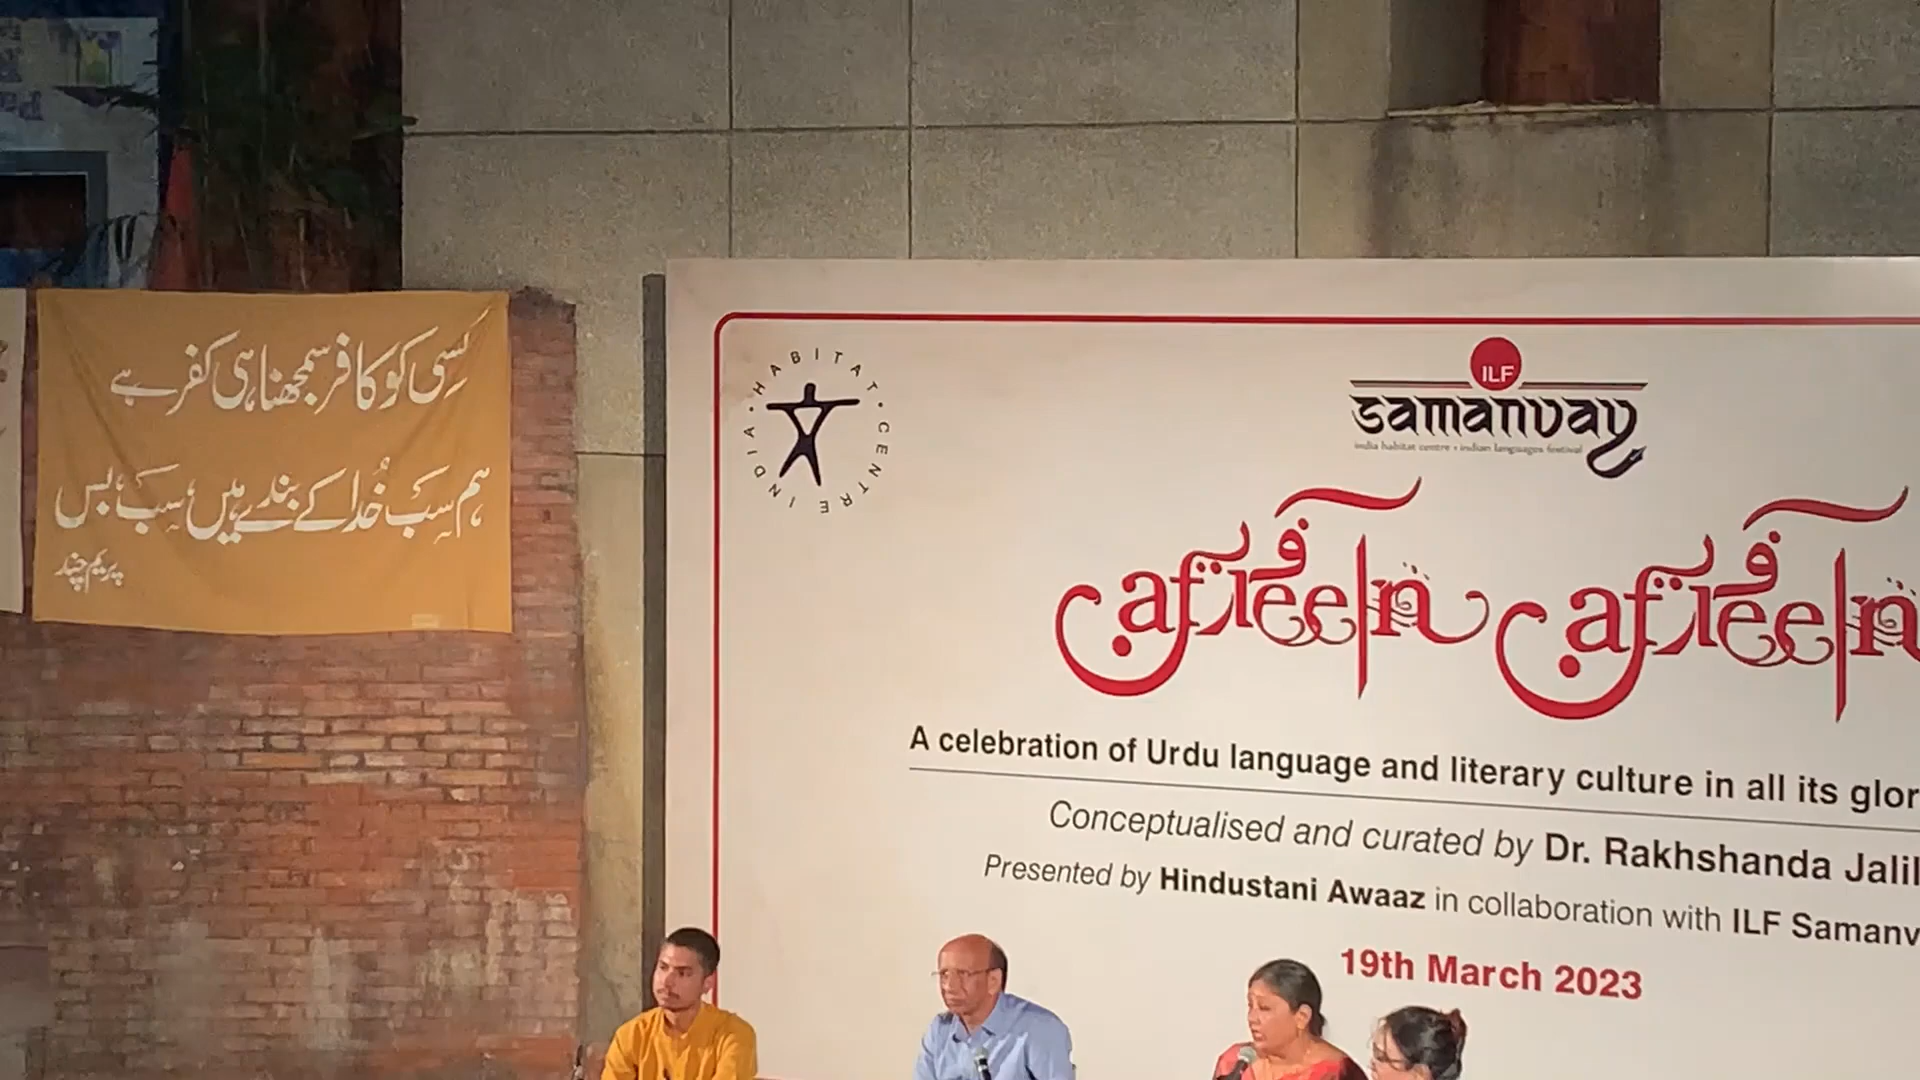 کسی کو کافر سمجھنا ہی کفر ہے
ہم سب خُدا کے بندے ہیں، سب، بس
پریم چند
HABITAT · CENTRE INDIA ·
ILF
samanvay
india habitat centre • indian languages festival
afreen afreen
A celebration of Urdu language and literary culture in all its glor
Conceptualised and curated by Dr. Rakhshanda Jalil
Presented by Hindustani Awaaz in collaboration with ILF Samanv
19th March 2023